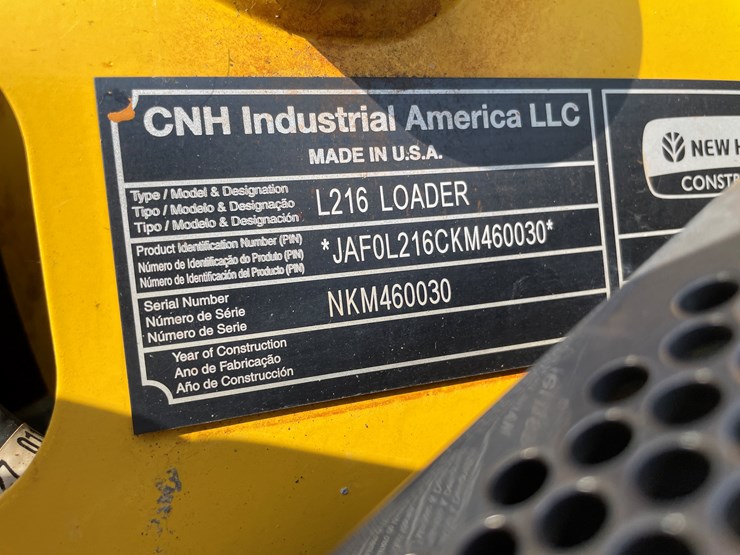 CNH Industrial America LLC
MADE IN U.S.A.
Type / Model & Designation
Tipo / Modelo & Designação
Tipo / Modelo & Designación
L216 LOADER
Product Identification Number (PIN)
Número de Identificação do Produto (PIN)
Número de Identificación del Producto (PIN)
*JAF0L216CKM460030*
Serial Number
Número de Série
Número de Serie
NKM460030
Year of Construction
Ano de Fabricação
Año de Construcción
NEW H
CONSTR